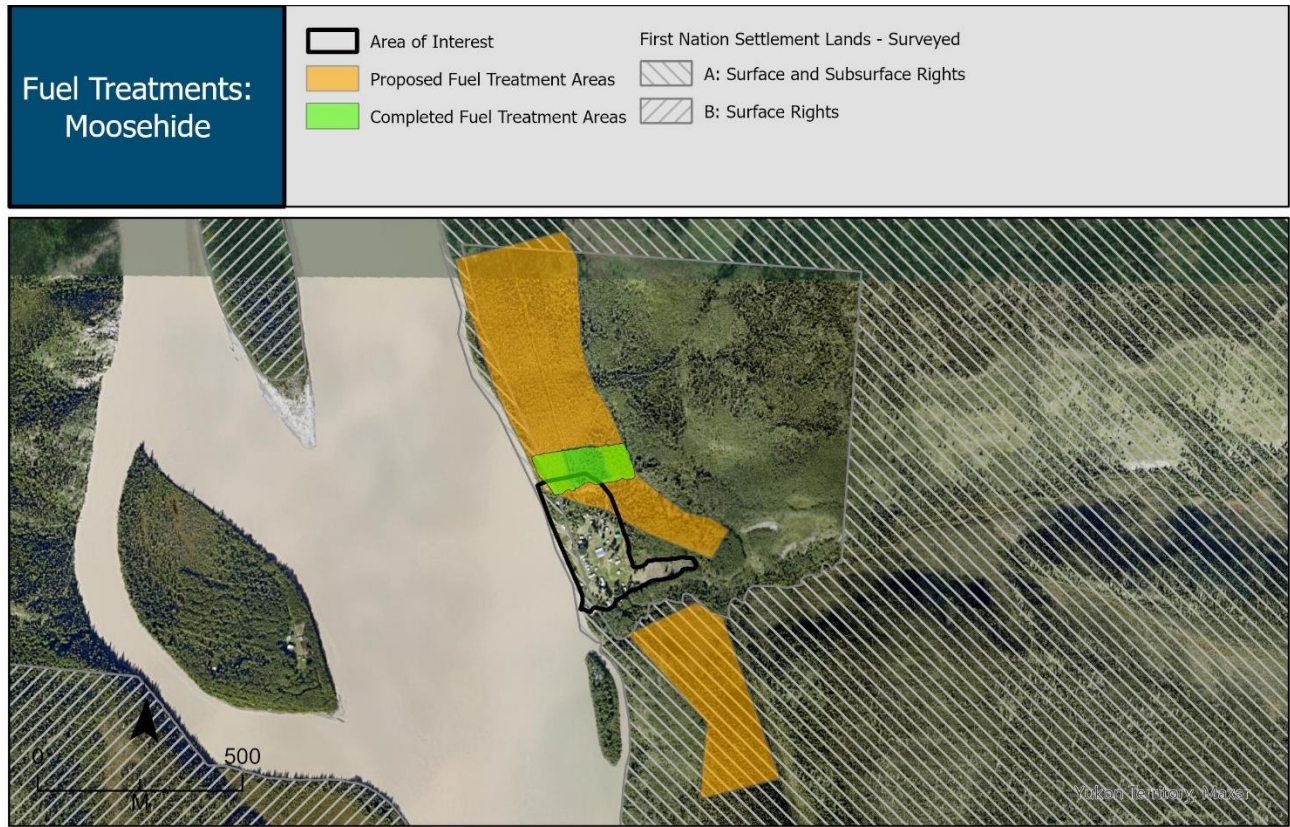 Fuel Treatments:
Moosehide
Area of Interest
Proposed Fuel Treatment Areas
Completed Fuel Treatment Areas
First Nation Settlement Lands - Surveyed
A: Surface and Subsurface Rights
B: Surface Rights
0 500
M
Yukon Territory, Maxar